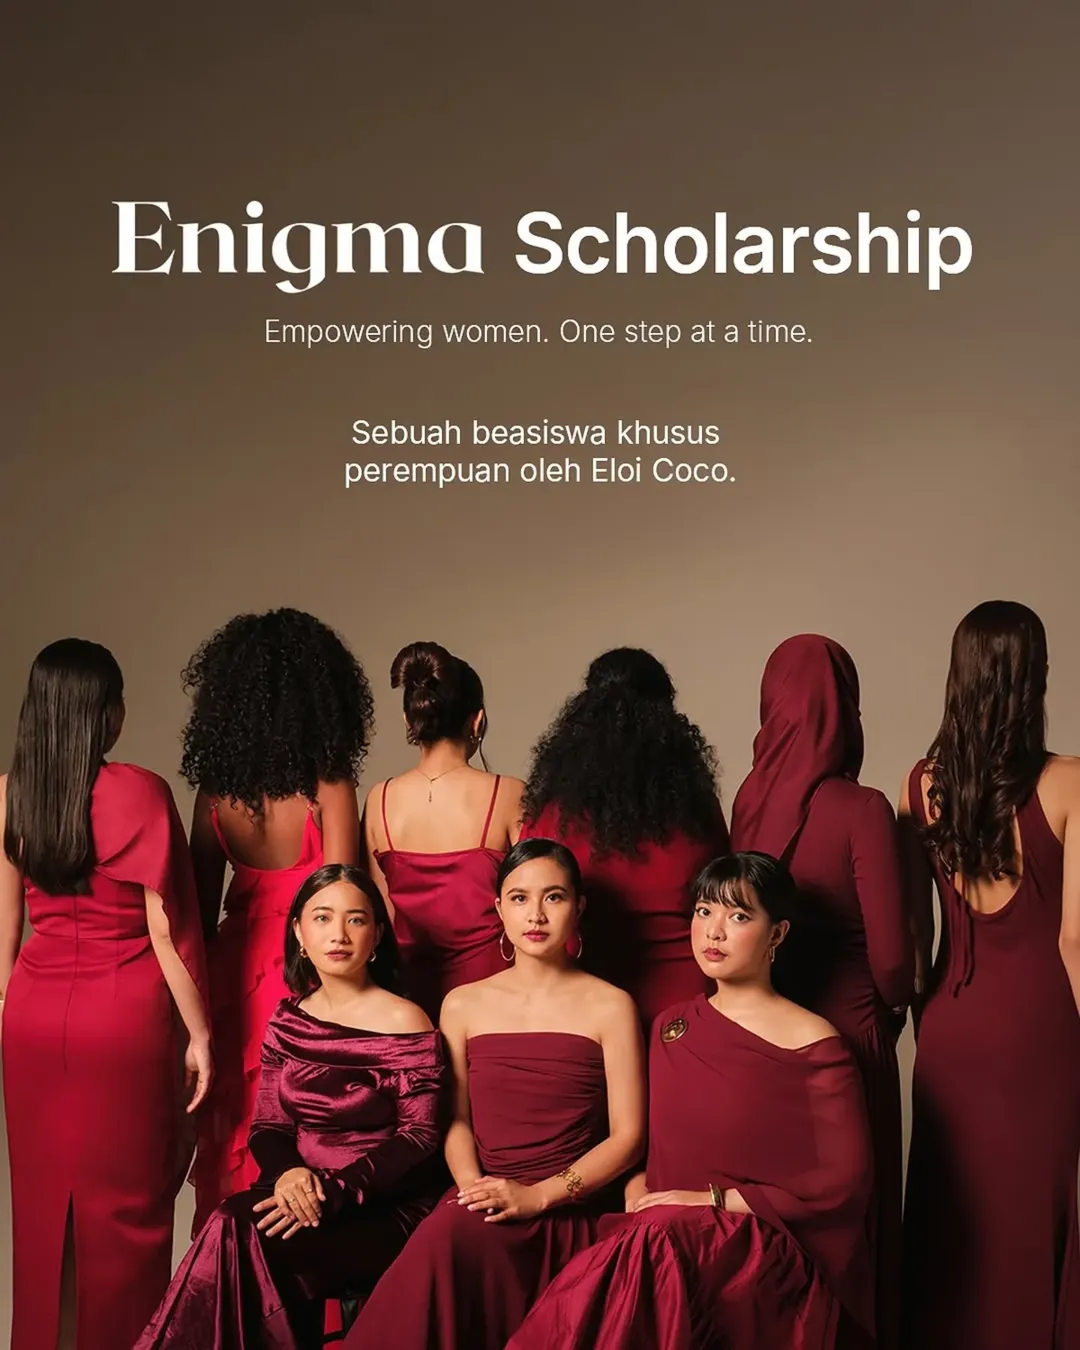 Enigma Scholarship
Empowering women. One step at a time.
Sebuah beasiswa khusus
perempuan oleh Eloi Coco.